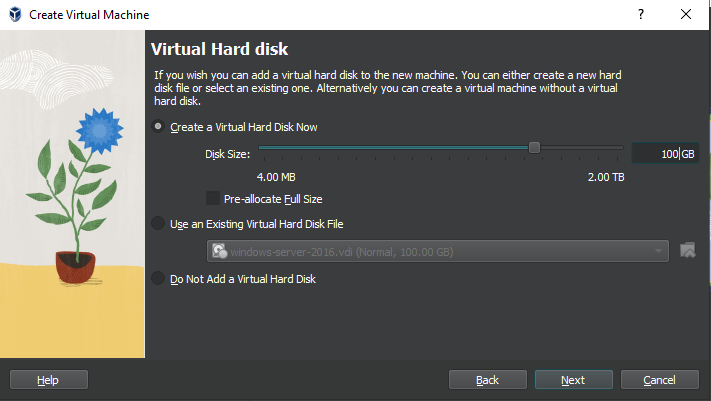 Create Virtual Machine
?
Virtual Hard disk
If you wish you can add a virtual hard disk to the new machine. You can either create a new hard
disk file or select an existing one. Alternatively you can create a virtual machine without a virtual
hard disk.
Create a Virtual Hard Disk Now
Disk Size:
100 GB
4.00 MB
2.00 TB
Pre-allocate Full Size
Use an Existing Virtual Hard Disk File
windows-server-2016.vdi (Normal, 100.00 GB)
Do Not Add a Virtual Hard Disk
Help
Back
Next
Cancel